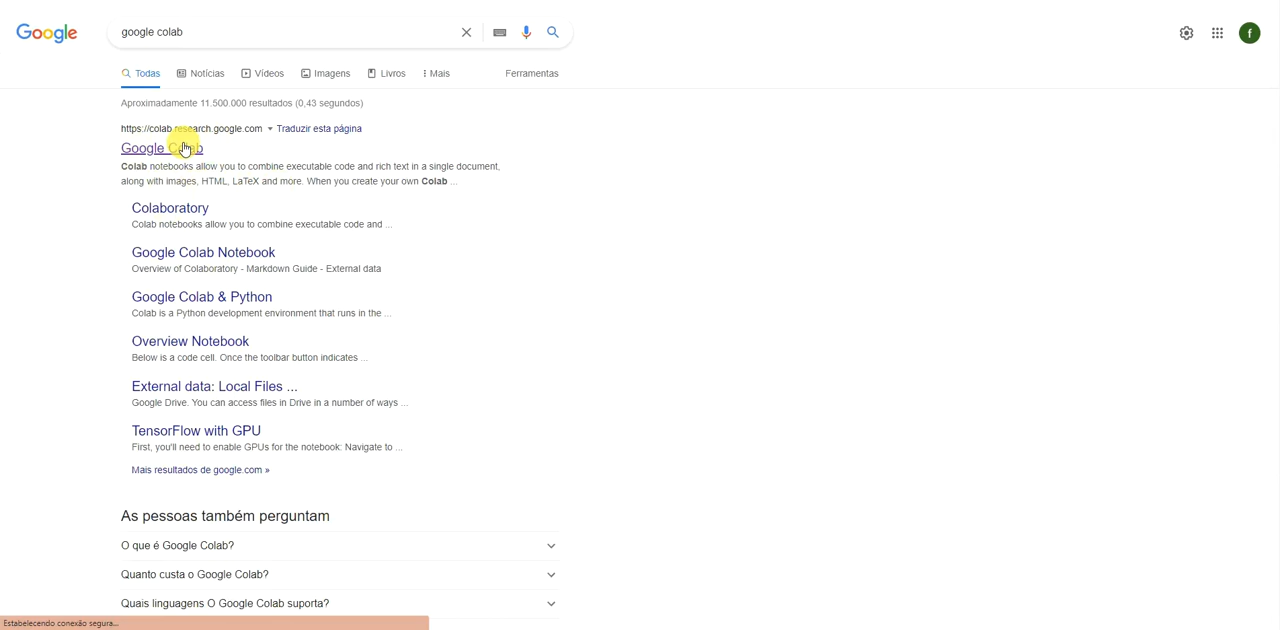 Google
google colab
f
Todas
Notícias
Vídeos
Imagens
Livros
Mais
Ferramentas
Aproximadamente 11.500.000 resultados (0,43 segundos)
https://colab.research.google.com
Traduzir esta página
Google Colab
Colab notebooks allow you to combine executable code and rich text in a single document,
along with images, HTML, LaTeX and more. When you create your own Colab ...
Colaboratory
Colab notebooks allow you to combine executable code and ...
Google Colab Notebook
Overview of Colaboratory - Markdown Guide - External data
Google Colab & Python
Colab is a Python development environment that runs in the ...
Overview Notebook
Below is a code cell. Once the toolbar button indicates ...
External data: Local Files ...
Google Drive. You can access files in Drive in a number of ways ...
TensorFlow with GPU
First, you'll need to enable GPUs for the notebook: Navigate to ...
Mais resultados de google.com »
As pessoas também perguntam
O que é Google Colab?
Quanto custa o Google Colab?
Quais linguagens O Google Colab suporta?
Estabelecendo conexão segura...